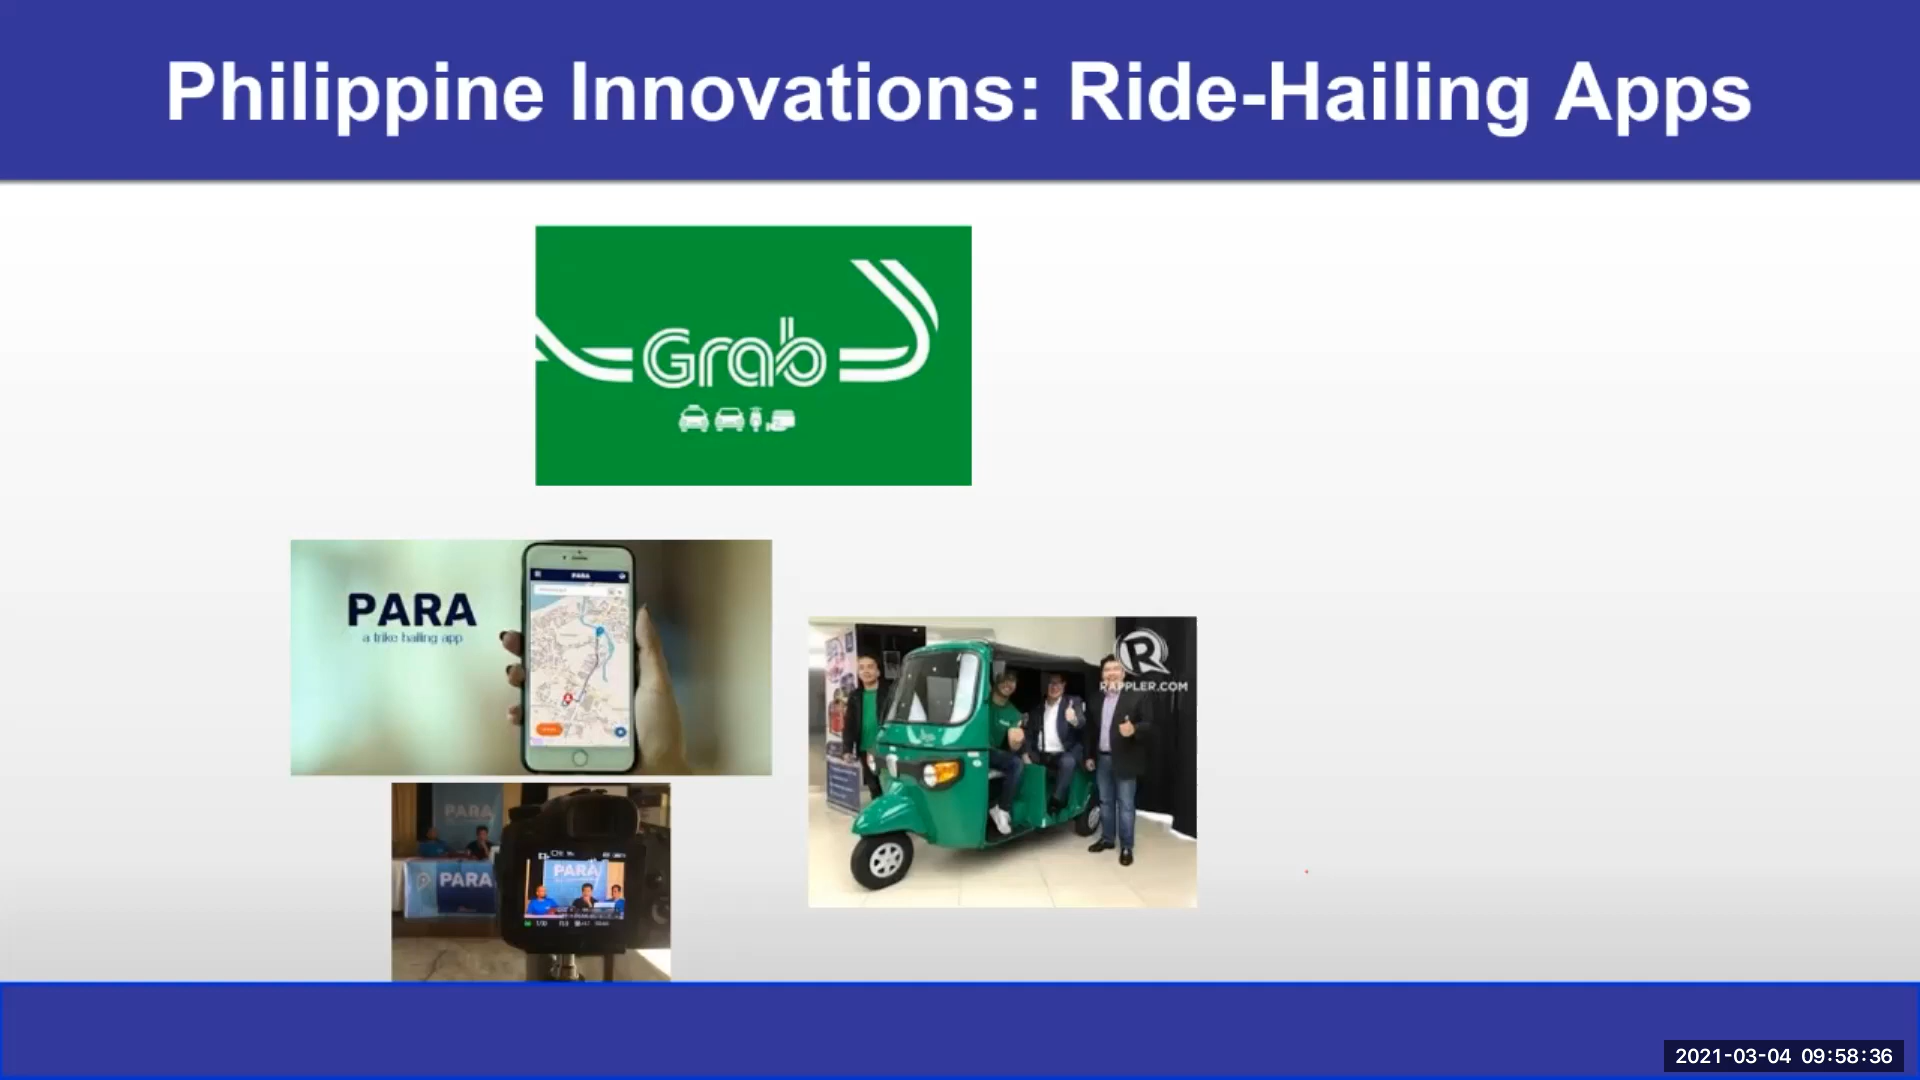 Philippine Innovations: Ride-Hailing Apps
Grab
PARA
a trike hailing app
PARA
R
RAPPLER.COM
PARA
PARA
PARA
2021-03-04 09:58:36